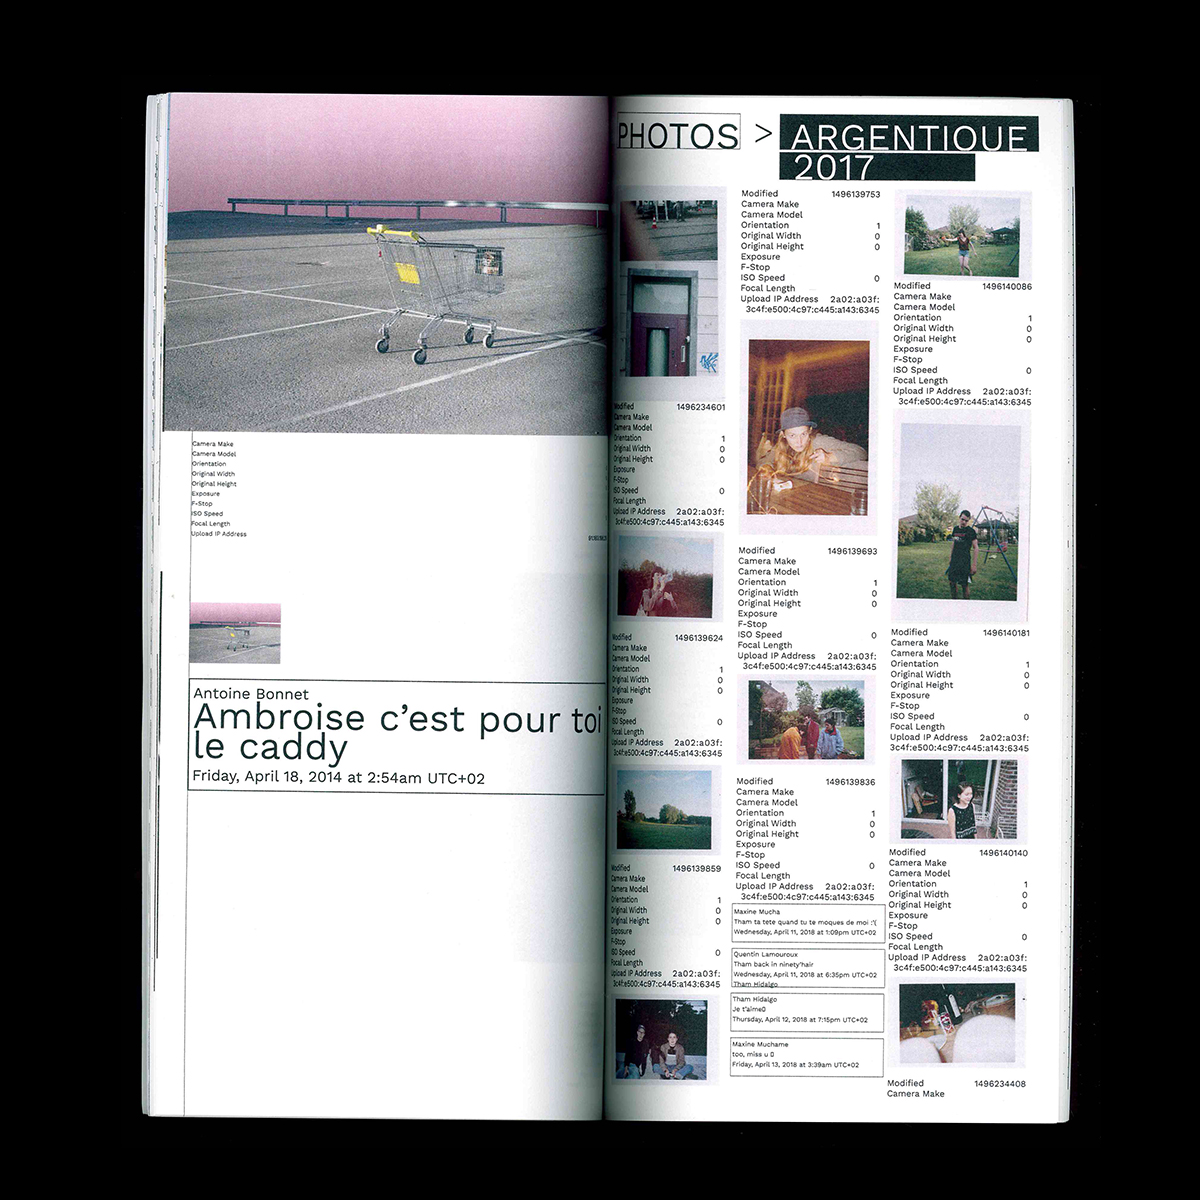 Camera Make
Camera Model
Orientation
Original Width
Original Height
Exposure
F-Stop
ISO Speed
Focal Length
Upload IP Address
Antoine Bonnet
Ambroise c'est pour toi
le caddy
Friday, April 18, 2014 at 2:54am UTC+02
PHOTOS > ARGENTIQUE
2017
Modified 1496234601
Camera Make
Camera Model
Orientation 1
Original Width 0
Original Height 0
Exposure
F-Stop
ISO Speed 0
Focal Length
Upload IP Address 2a02:a03f:
3c4f:e500:4c97:c445:a143:6345
Modified 1496139624
Camera Make
Camera Model
Orientation 1
Original Width 0
Original Height 0
Exposure
F-Stop
ISO Speed 0
Focal Length
Upload IP Address 2a02:a03f:
3c4f:e500:4c97:c445:a143:6345
Modified 1496139859
Camera Make
Camera Model
Orientation 1
Original Width 0
Original Height 0
Exposure
F-Stop
ISO Speed 0
Focal Length
Upload IP Address 2a02:a03f:
3c4f:e500:4c97:c445:a143:6345
Modified 1496139753
Camera Make
Camera Model
Orientation 1
Original Width 0
Original Height 0
Exposure
F-Stop
ISO Speed 0
Focal Length
Upload IP Address 2a02:a03f:
3c4f:e500:4c97:c445:a143:6345
Modified 1496139693
Camera Make
Camera Model
Orientation 1
Original Width 0
Original Height 0
Exposure
F-Stop
ISO Speed 0
Focal Length
Upload IP Address 2a02:a03f:
3c4f:e500:4c97:c445:a143:6345
Modified 1496139836
Camera Make
Camera Model
Orientation 1
Original Width 0
Original Height 0
Exposure
F-Stop
ISO Speed 0
Focal Length
Upload IP Address 2a02:a03f:
3c4f:e500:4c97:c445:a143:6345
Maxine Mucha
Tham ta tete quand tu te moques de moi :'(
Wednesday, April 11, 2018 at 1:09pm UTC+02
Quentin Lamouroux
Tham back in ninety'hair
Wednesday, April 11, 2018 at 6:35pm UTC+02
Tham Hidalgo
Tham Hidalgo
Je t'aime▯
Thursday, April 12, 2018 at 7:15pm UTC+02
Maxine Muchame
too, miss u ▯
Friday, April 13, 2018 at 3:39am UTC+02
Modified 1496140086
Camera Make
Camera Model
Orientation 1
Original Width 0
Original Height 0
Exposure
F-Stop
ISO Speed 0
Focal Length
Upload IP Address 2a02:a03f:
3c4f:e500:4c97:c445:a143:6345
Modified 1496140181
Camera Make
Camera Model
Orientation 1
Original Width 0
Original Height 0
Exposure
F-Stop
ISO Speed 0
Focal Length
Upload IP Address 2a02:a03f:
3c4f:e500:4c97:c445:a143:6345
Modified 1496140140
Camera Make
Camera Model
Orientation 1
Original Width 0
Original Height 0
Exposure
F-Stop
ISO Speed 0
Focal Length
Upload IP Address 2a02:a03f:
3c4f:e500:4c97:c445:a143:6345
Modified 1496234408
Camera Make